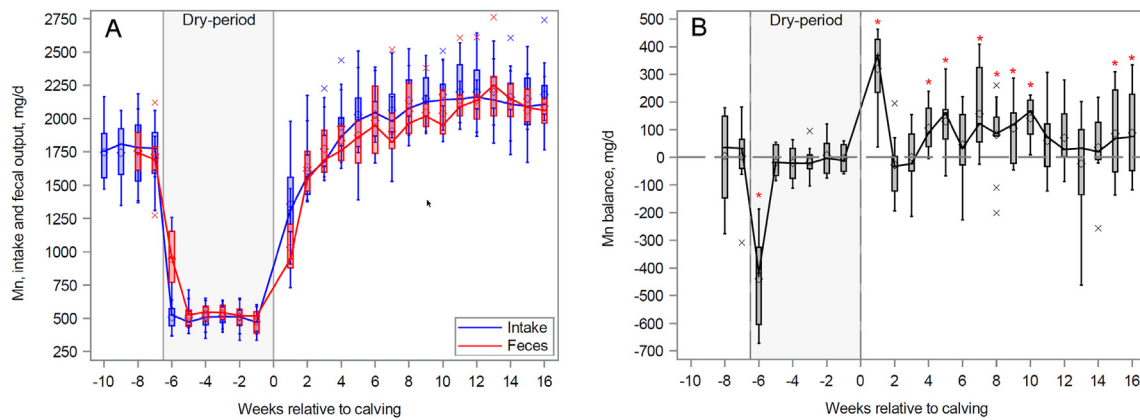 A
Dry-period
Mn, intake and fecal output, mg/d
2750
2500
2250
2000
1750
1500
1250
1000
750
500
250
Intake
Feces
-10 -8 -6 -4 -2 0 2 4 6 8 10 12 14 16
Weeks relative to calving
B
Dry-period
Mn balance, mg/d
500
400
300
200
100
0
-100
-200
-300
-400
-500
-600
-700
-10 -8 -6 -4 -2 0 2 4 6 8 10 12 14 16
Weeks relative to calving